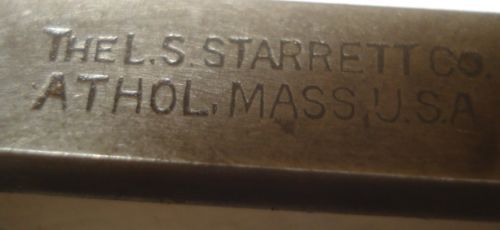 THE L.S. STARRETT CO.
ATHOL, MASS, U.S.A